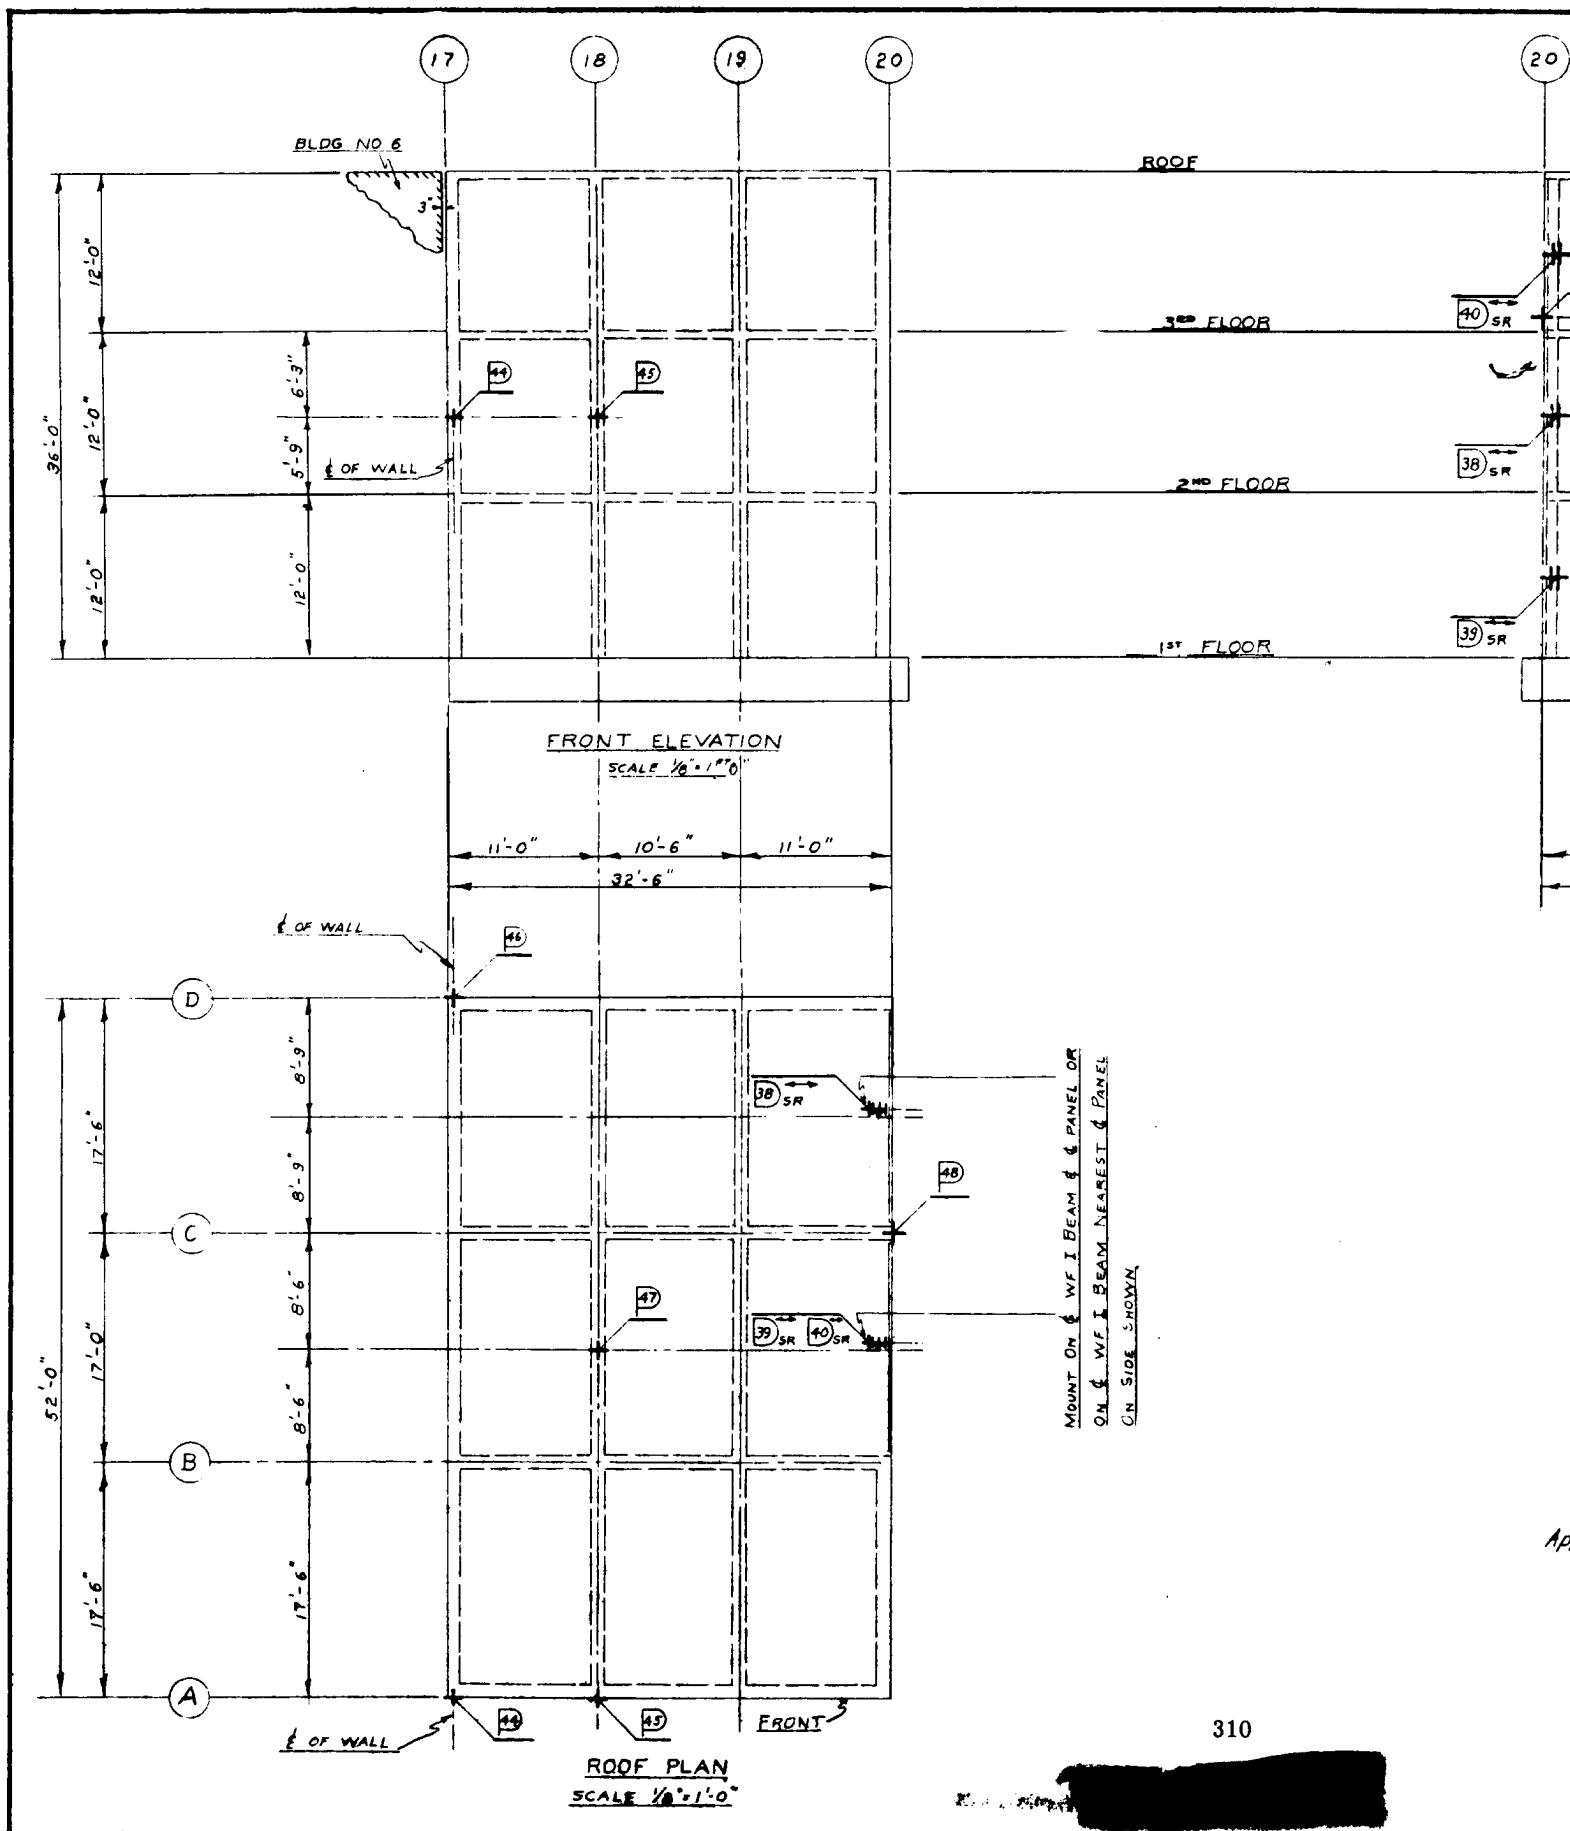 17 18 19 20 20
BLDG NO 6
3"
ROOF
12'-0"
40 SR
3RD FLOOR
44
45
6'-3"
36'-0"
12'-0"
5'-9"
℄ OF WALL
38 SR
2ND FLOOR
12'-0"
12'-0"
39 SR
1ST FLOOR
FRONT ELEVATION
SCALE 1/8" = 1FT 0"
11'-0" 10'-6" 11'-0"
32'-6"
℄ OF WALL
46
D
8'-9"
38 SR
17'-6"
8'-9"
48
C
8'-6"
47
39 SR 40 SR
17'-0"
52'-0"
8'-6"
B
MOUNT ON ℄ WF I BEAM & ℄ PANEL OR
ON ℄ WF I BEAM NEAREST ℄ PANEL
ON SIDE SHOWN
17'-6"
17'-6"
A
44
45
FRONT
℄ OF WALL
ROOF PLAN
SCALE 1/8" = 1'-0"
310